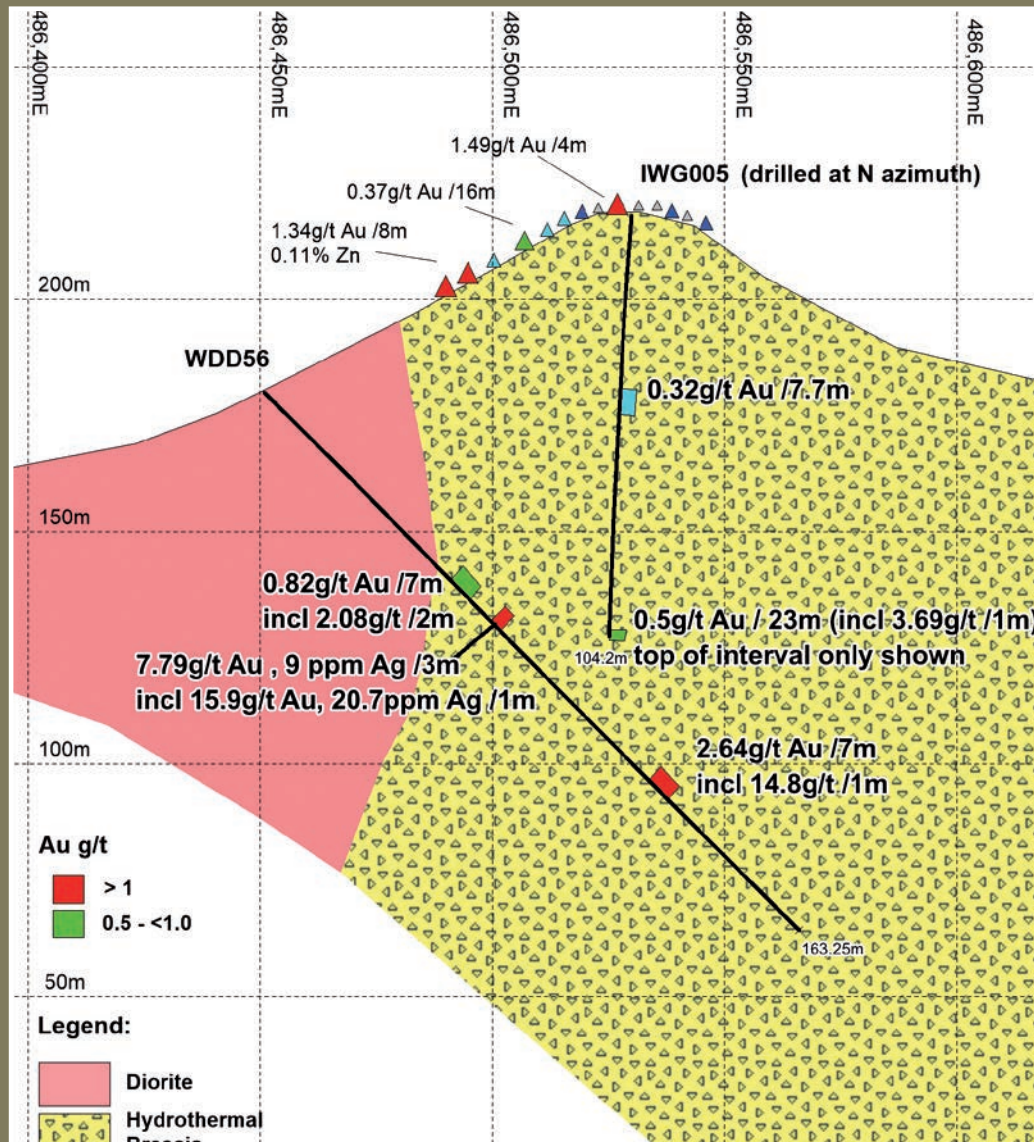 486,400mE
486,450mE
486,500mE
486,550mE
486,600mE
1.49g/t Au /4m
IWG005 (drilled at N azimuth)
0.37g/t Au /16m
1.34g/t Au /8m
0.11% Zn
200m
WDD56
0.32g/t Au /7.7m
150m
0.82g/t Au /7m
incl 2.08g/t /2m
0.5g/t Au / 23m (incl 3.69g/t /1m)
104.2m
top of interval only shown
7.79g/t Au , 9 ppm Ag /3m
incl 15.9g/t Au, 20.7ppm Ag /1m
2.64g/t Au /7m
incl 14.8g/t /1m
100m
Au g/t
> 1
0.5 - <1.0
163.25m
50m
Legend:
Diorite
Hydrothermal